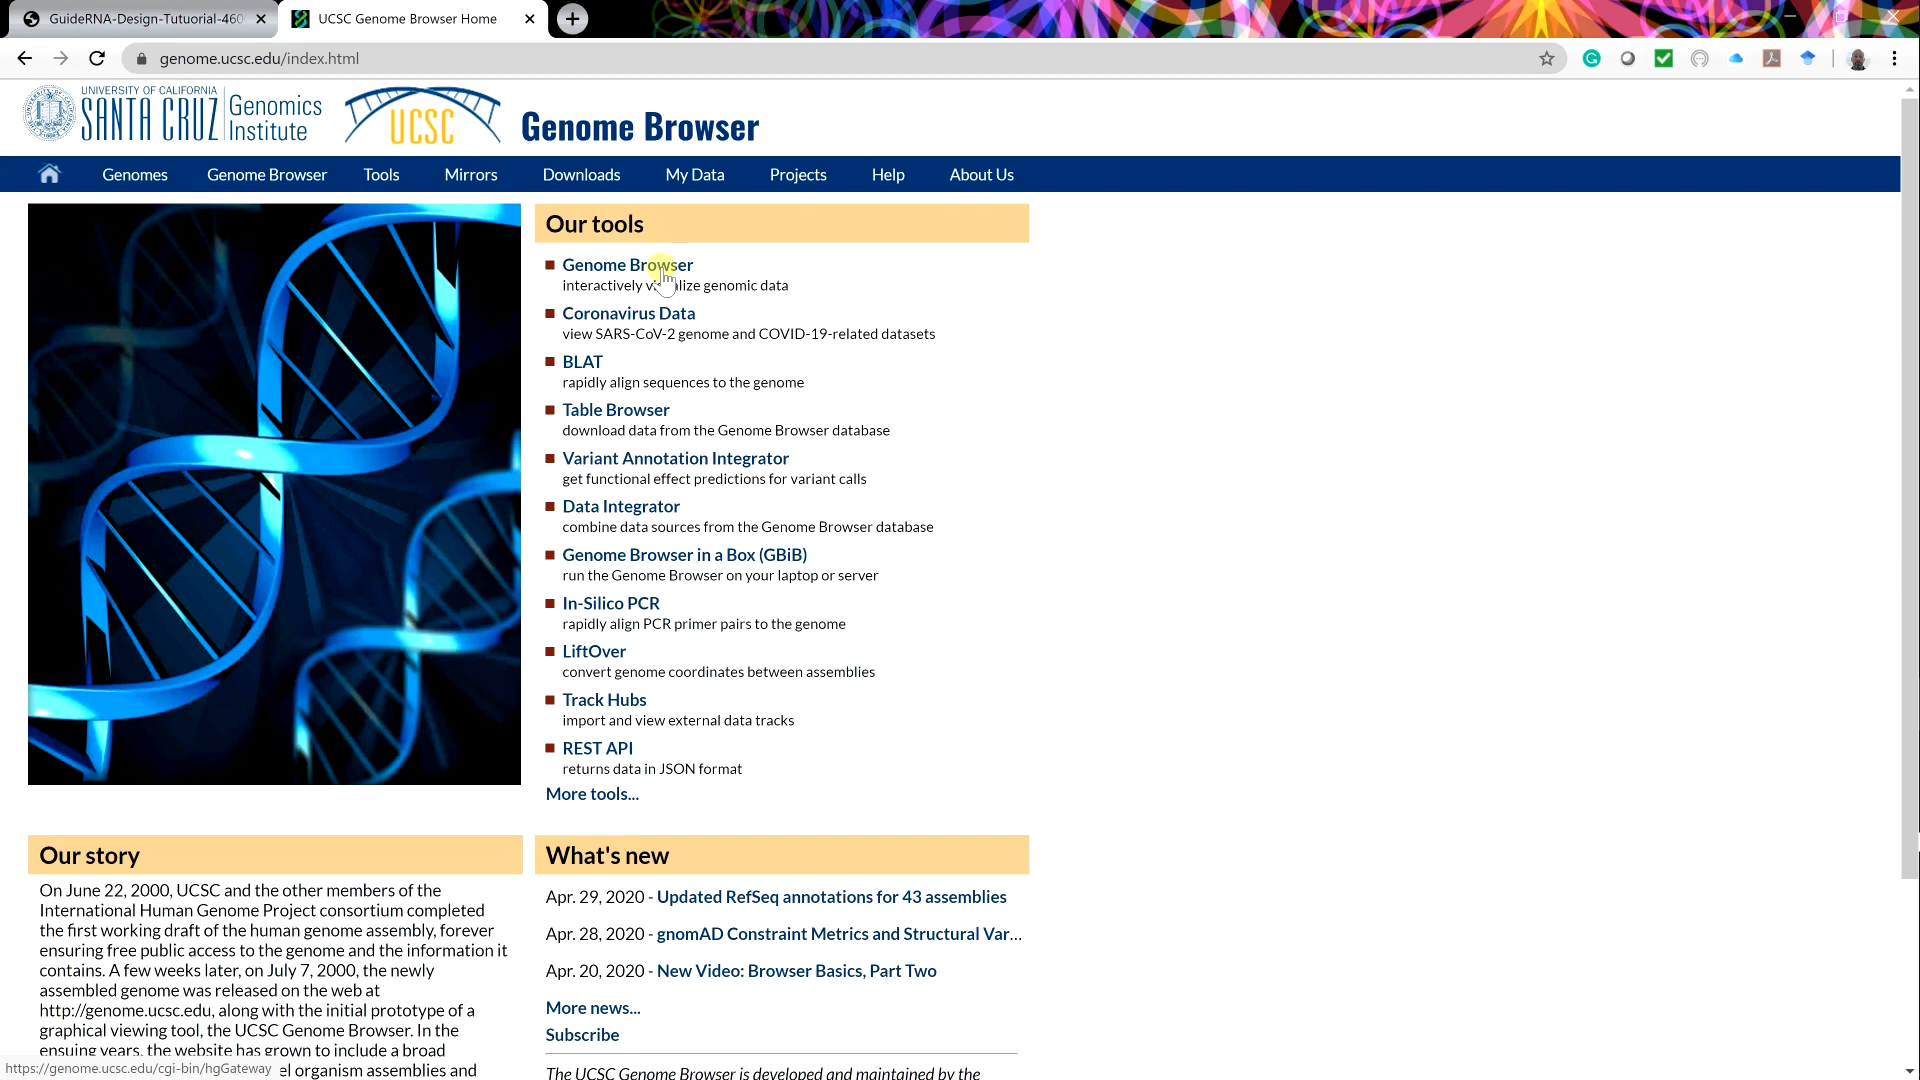 GuideRNA-Design-Tutuorial-460
UCSC Genome Browser Home
genome.ucsc.edu/index.html
UNIVERSITY OF CALIFORNIA
SANTA CRUZ
Genomics
Institute
UCSC
Genome Browser
Genomes
Genome Browser
Tools
Mirrors
Downloads
My Data
Projects
Help
About Us
Our tools
Genome Browser
interactively genomic data
Coronavirus Data
view SARS-CoV-2 genome and COVID-19-related datasets
BLAT
rapidly align sequences to the genome
Table Browser
download data from the Genome Browser database
Variant Annotation Integrator
get functional effect predictions for variant calls
Data Integrator
combine data sources from the Genome Browser database
Genome Browser in a Box (GBiB)
run the Genome Browser on your laptop or server
In-Silico PCR
rapidly align PCR primer pairs to the genome
LiftOver
convert genome coordinates between assemblies
Track Hubs
import and view external data tracks
REST API
returns data in JSON format
More tools...
Our story
On June 22, 2000, UCSC and the other members of the
International Human Genome Project consortium completed
the first working draft of the human genome assembly, forever
ensuring free public access to the genome and the information it
contains. A few weeks later, on July 7, 2000, the newly
assembled genome was released on the web at
http://genome.ucsc.edu, along with the initial prototype of a
graphical viewing tool, the UCSC Genome Browser. In the
ensuing years, the website has grown to include a broad
el organism assemblies and
https://genome.ucsc.edu/cgi-bin/hgGateway
What's new
Apr. 29, 2020 - Updated RefSeq annotations for 43 assemblies
Apr. 28, 2020 - gnomAD Constraint Metrics and Structural Var...
Apr. 20, 2020 - New Video: Browser Basics, Part Two
More news...
Subscribe
The UCSC Genome Browser is developed and maintained by the